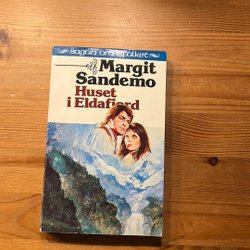 Sagan om Isfolket
Margit
Sandemo
Huset
i Eldafjord